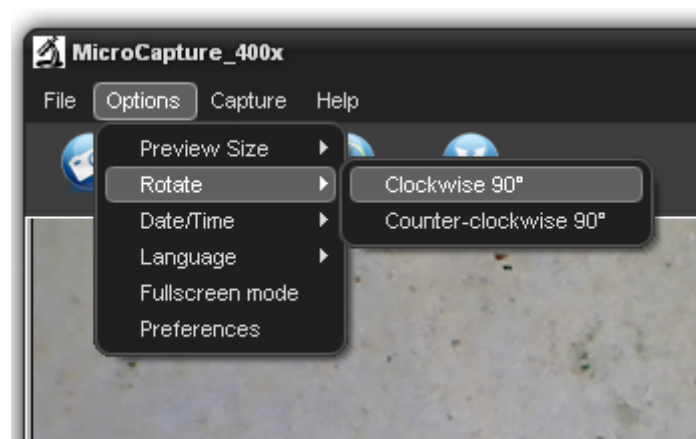 MicroCapture_400x
File Options Capture Help
Preview Size
Rotate
Date/Time
Language
Fullscreen mode
Preferences
Clockwise 90°
Counter-clockwise 90°